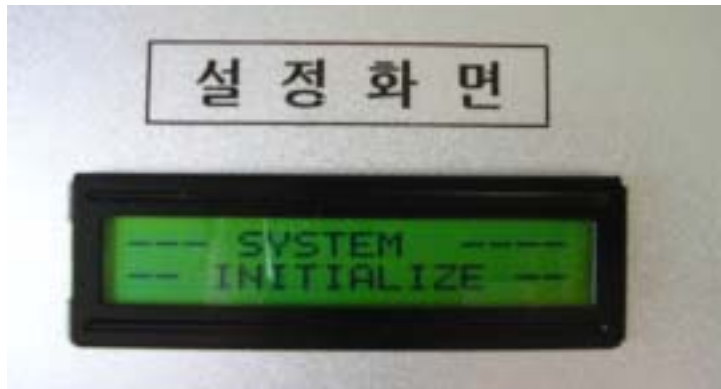 설 정 화 면
--- SYSTEM ----
-- INITIALIZE --